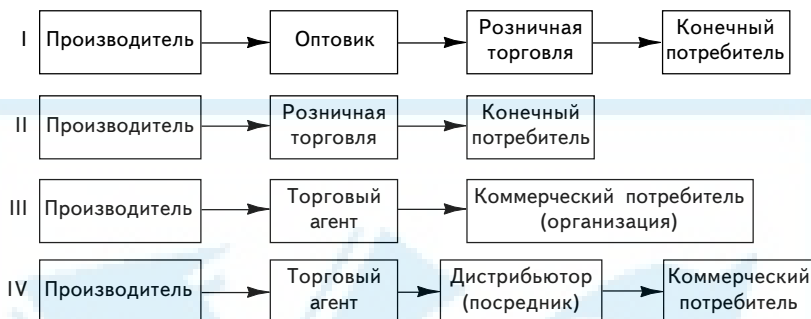 I Производитель Оптовик Розничная торговля Конечный потребитель
II Производитель Розничная торговля Конечный потребитель
III Производитель Торговый агент Коммерческий потребитель (организация)
IV Производитель Торговый агент Дистрибьютор (посредник) Коммерческий потребитель